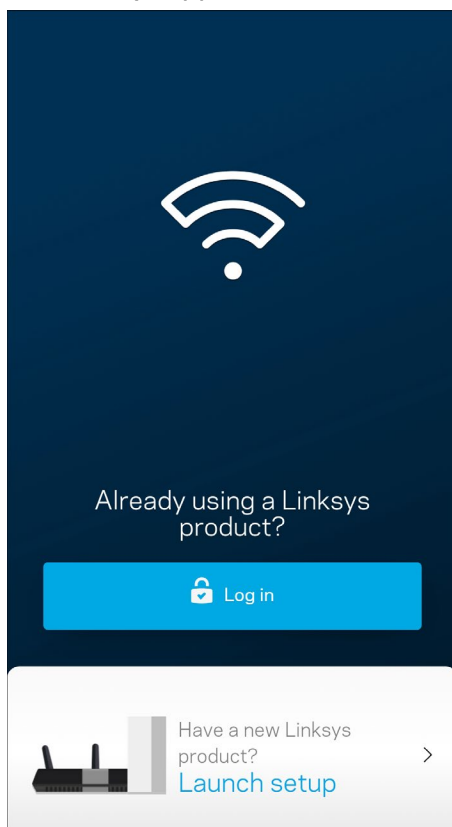 Already using a Linksys
product?
Log in
Have a new Linksys
product?
Launch setup